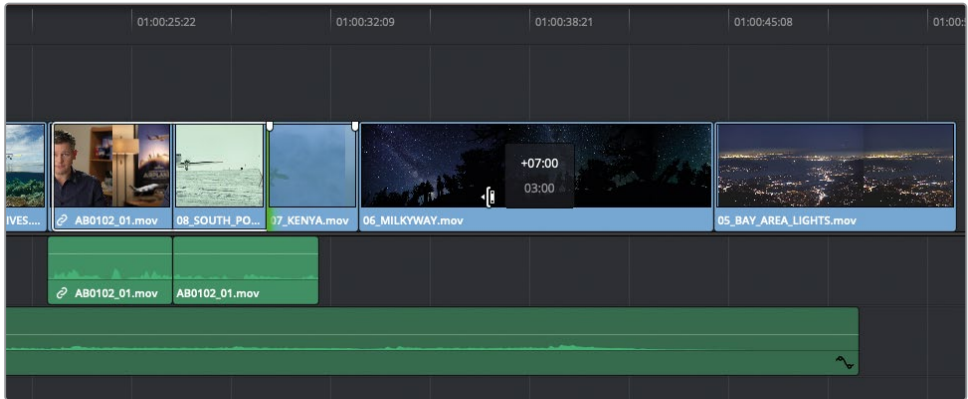 01:00:25:22
01:00:32:09
01:00:38:21
01:00:45:08
01:00:
+07:00
03:00
IVES....
AB0102_01.mov
08_SOUTH_PO...
07_KENYA.mov
06_MILKYWAY.mov
05_BAY_AREA_LIGHTS.mov
AB0102_01.mov
AB0102_01.mov